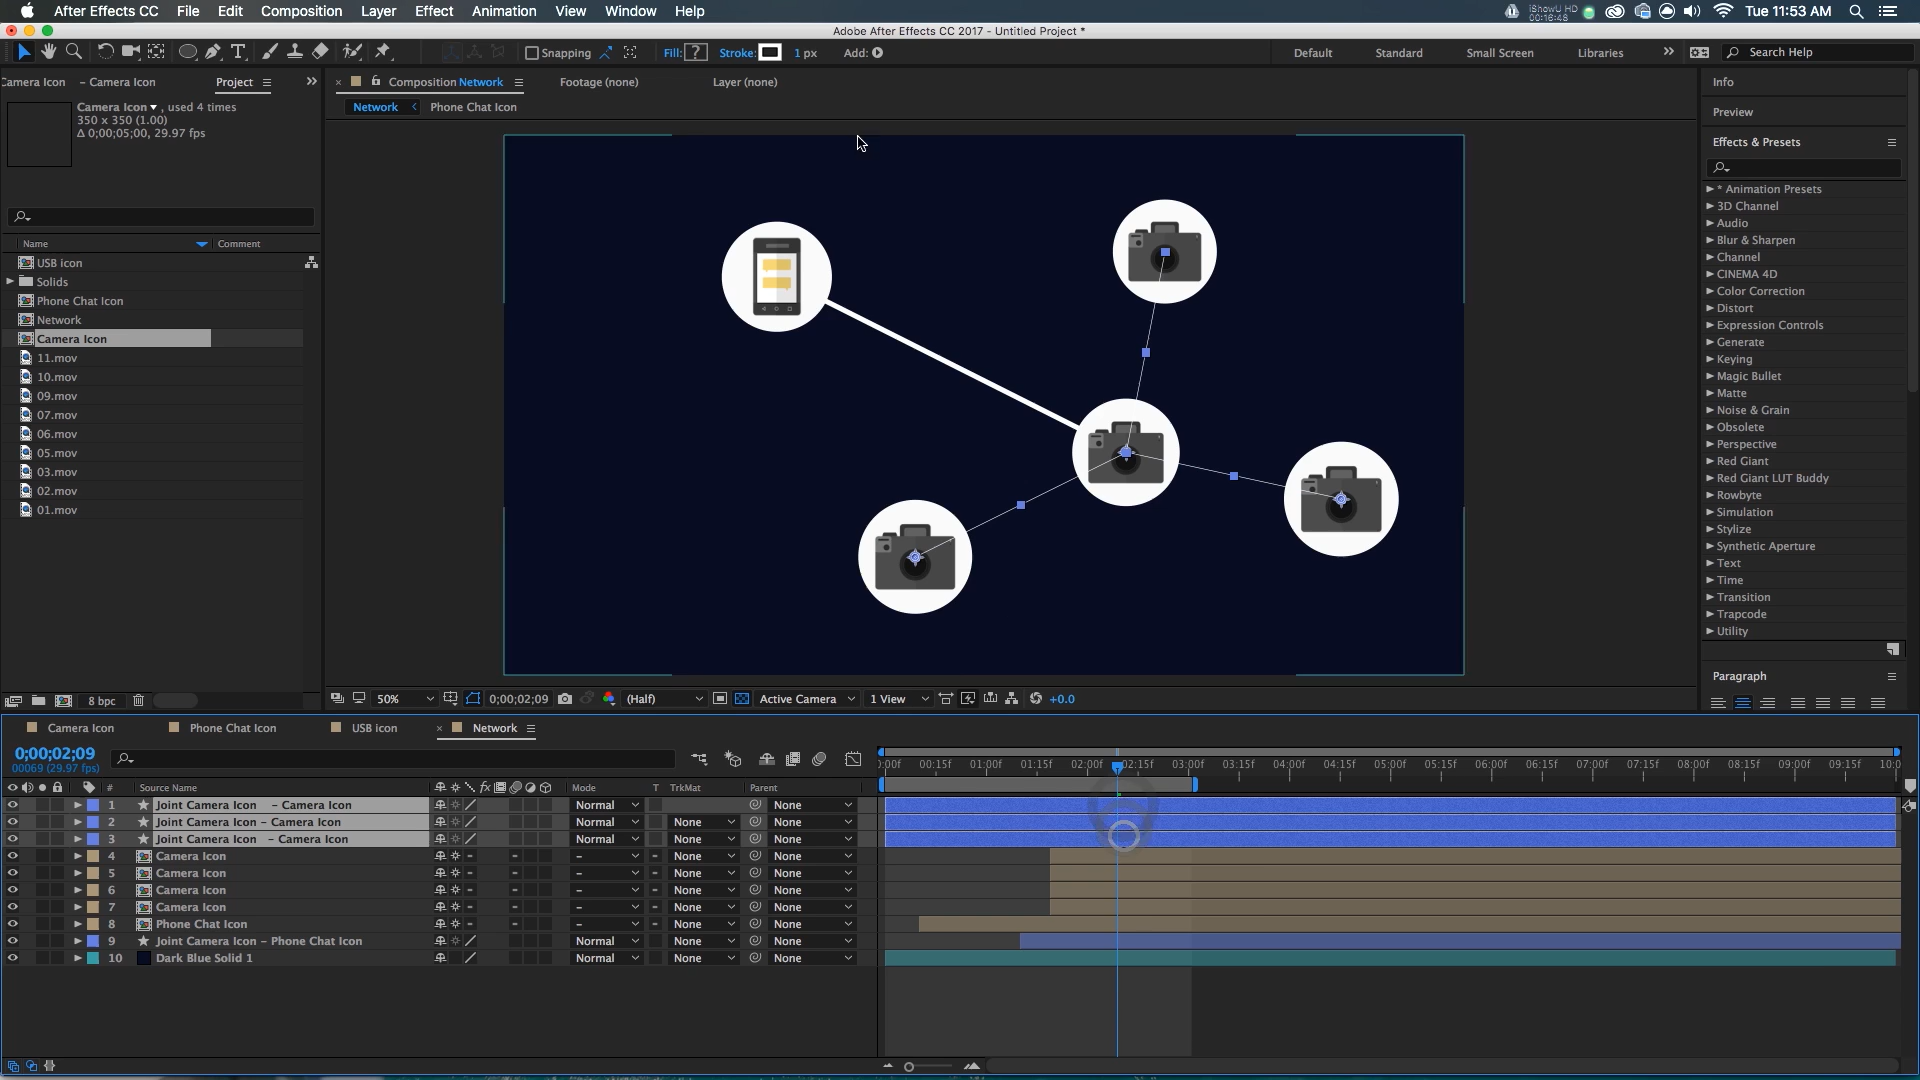 After Effects CC File Edit Composition Layer Effect Animation View Window Help iShowU HD 00:16:48 Tue 11:53 AM
Adobe After Effects CC 2017 - Untitled Project *
Snapping Fill: ? Stroke: 1 px Add: Default Standard Small Screen Libraries Search Help
Camera Icon - Camera Icon Project Composition Network Footage (none) Layer (none) Info
Camera Icon , used 4 times Network Phone Chat Icon
350 x 350 (1.00) Preview
Δ 0;00;05;00, 29.97 fps
Effects & Presets
* Animation Presets
3D Channel
Audio
Blur & Sharpen
Channel
CINEMA 4D
Color Correction
Distort
Expression Controls
Generate
Keying
Magic Bullet
Matte
Noise & Grain
Obsolete
Perspective
Red Giant
Red Giant LUT Buddy
Rowbyte
Simulation
Stylize
Synthetic Aperture
Text
Time
Transition
Trapcode
Utility
Paragraph
Name Comment
USB icon
Solids
Phone Chat Icon
Network
Camera Icon
11.mov
10.mov
09.mov
07.mov
06.mov
05.mov
03.mov
02.mov
01.mov
8 bpc 50% 0;00;02;09 (Half) Active Camera 1 View +0.0
Camera Icon Phone Chat Icon USB icon Network
0;00;02;09
00069 (29.97 fps)
):00f 00:15f 01:00f 01:15f 02:00f 02:15f 03:00f 03:15f 04:00f 04:15f 05:00f 05:15f 06:00f 06:15f 07:00f 07:15f 08:00f 08:15f 09:00f 09:15f 10:0
# Source Name fx Mode T TrkMat Parent
1 Joint Camera Icon - Camera Icon Normal None
2 Joint Camera Icon - Camera Icon Normal None None
3 Joint Camera Icon - Camera Icon Normal None None
4 Camera Icon - - - - None None
5 Camera Icon - - - - None None
6 Camera Icon - - - - None None
7 Camera Icon - - - - None None
8 Phone Chat Icon - - - - None None
9 Joint Camera Icon - Phone Chat Icon Normal None None
10 Dark Blue Solid 1 Normal None None